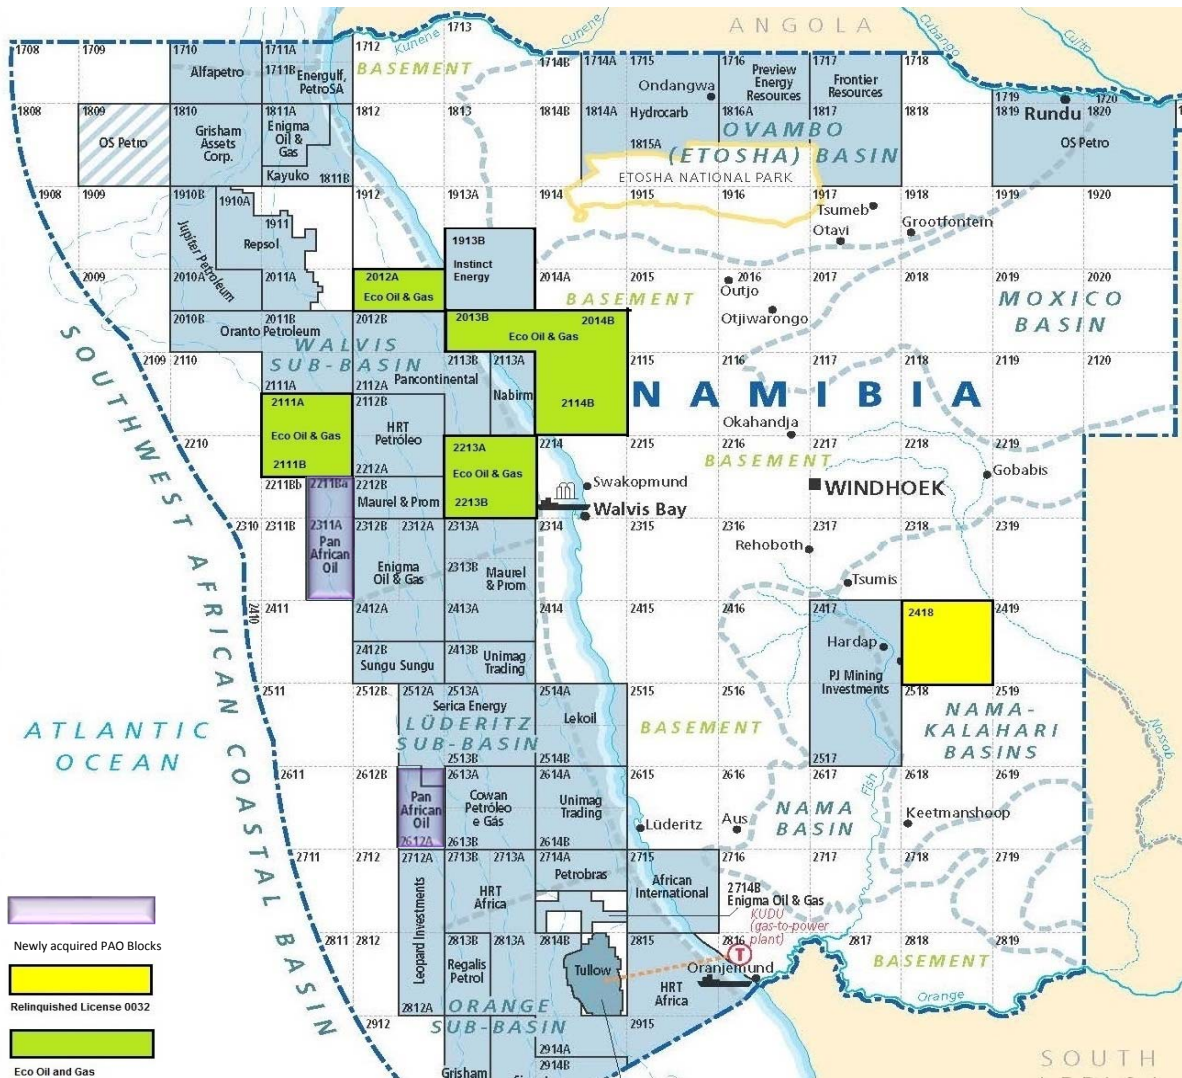 ANGOLA
1708
1709
1710
1711A
1712
1713
1714B
1714A
1715
1716
1717
1718
Kunene
Cunene
Cubango
Cuito
Alfapetro
1711B
Energulf,
PetroSA
BASEMENT
Ondangwa
Preview
Energy
Resources
Frontier
Resources
1719
1720
Rundu
1808
1809
1810
1811A
1812
1813
1814B
1814A
Hydrocarb
1816A
1817
1818
1820
OS Petro
Grisham
Assets
Corp.
Enigma
Oil &
Gas
Kayuko
1811B
1815A
OVAMBO
(ETOSHA) BASIN
OS Petro
ETOSHA NATIONAL PARK
1908
1909
1910B
1910A
1911
1912
1913A
1914
1915
1916
1917
1918
1919
1920
Jupiter Petroleum
Repsol
1913B
Instinct
Energy
Tsumeb
Otavi
Grootfontein
2009
2010A
2011A
2012A
Eco Oil & Gas
2014A
2015
2016
2017
2018
2019
2020
Outjo
Otjiwarongo
BASEMENT
MOXICO
BASIN
2010B
2011B
2012B
2013B
2014B
Oranto Petroleum
Eco Oil & Gas
WALVIS
SUB-BASIN
2109
2110
2111A
2112A
2113B
2113A
Pancontinental
Nabirm
2114B
2115
2116
2117
2118
2119
2120
NAMIBIA
2111A
Eco Oil & Gas
2111B
2112B
HRT
Petróleo
2212A
Okahandja
2210
2213A
Eco Oil & Gas
2213B
2214
2215
2216
2217
2218
2219
BASEMENT
Gobabis
2211Bb
2211Ba
2212B
Maurel & Prom
Swakopmund
WINDHOEK
Walvis Bay
2310
2311B
2311A
Pan
African
Oil
2312B
2312A
2313A
2314
2315
2316
2317
2318
2319
Enigma
Oil & Gas
2313B
Maurel
& Prom
Rehoboth
Tsumis
2410
2411
2412A
2413A
2414
2415
2416
2417
2418
2419
Hardap
2412B
Sungu Sungu
2413B
Unimag
Trading
PJ Mining
Investments
2511
2512B
2512A
2513A
2514A
2515
2516
2518
2519
Serica Energy
Lekoil
LÜDERITZ
SUB-BASIN
BASEMENT
NAMA-
KALAHARI
BASINS
2513B
2514B
2517
Nossab
ATLANTIC
OCEAN
SOUTHWEST AFRICAN COASTAL BASIN
2611
2612B
2613A
2614A
2615
2616
2617
2618
2619
Pan
African
Oil
2612A
Cowan
Petróleo
e Gás
Unimag
Trading
Fish
NAMA
BASIN
Lüderitz
Aus
Keetmanshoop
2613B
2614B
2711
2712
2712A
2713B
2713A
2714A
2715
2716
2717
2718
2719
Petrobras
HRT
Africa
African
International
2714B
Enigma Oil & Gas
Leopard Investments
KUDU
(gas-to-power
plant)
T
2811
2812
2813B
2813A
2814B
2815
2816
2817
2819
BASEMENT
Regalis
Petrol
Tullow
Oranjemund
HRT
Africa
Orange
2812A
ORANGE
SUB-BASIN
2912
2915
2914A
2914B
Grisham
SOUTH
Newly acquired PAO Blocks
Relinquished License 0032
Eco Oil and Gas